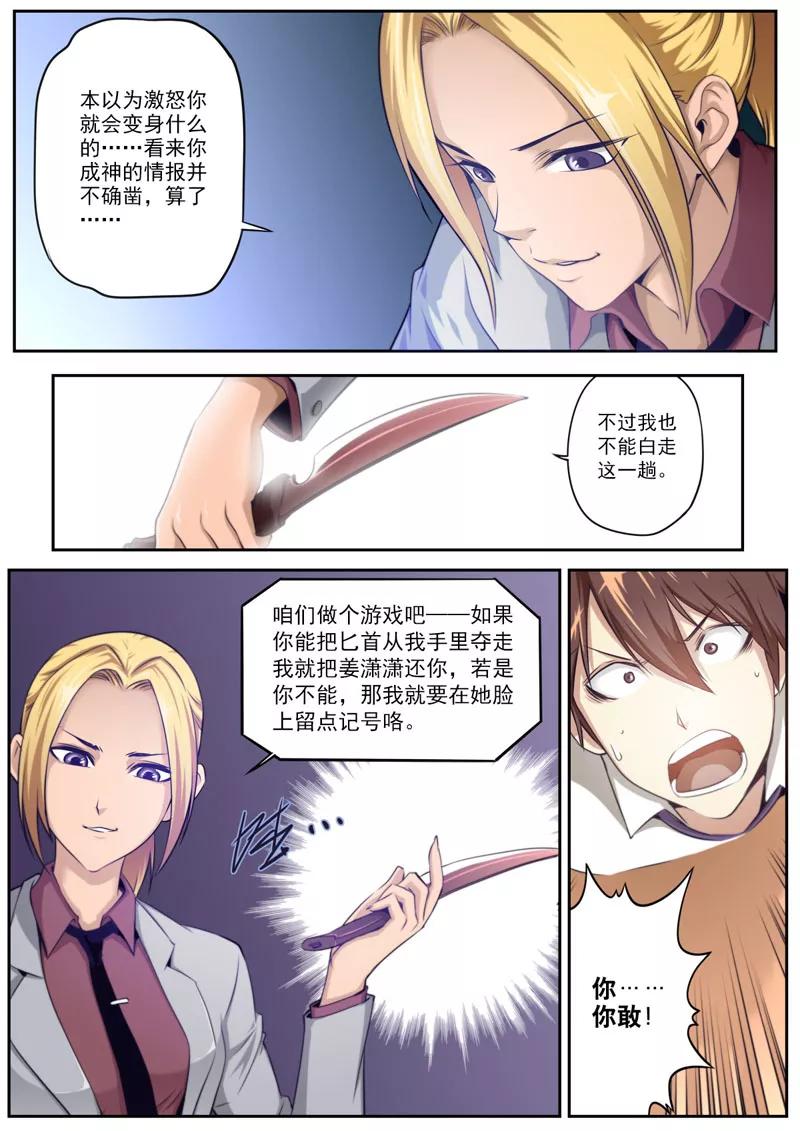 本以为激怒你
就会变身什么
的……看来你
成神的情报并
不确凿，算了
……
不过我也
不能白走
这一趟。
咱们做个游戏吧——如果
你能把匕首从我手里夺走
我就把姜潇潇还你，若是
你不能，那我就要在她脸
上留点记号咯。
哇…
你……
你敢！